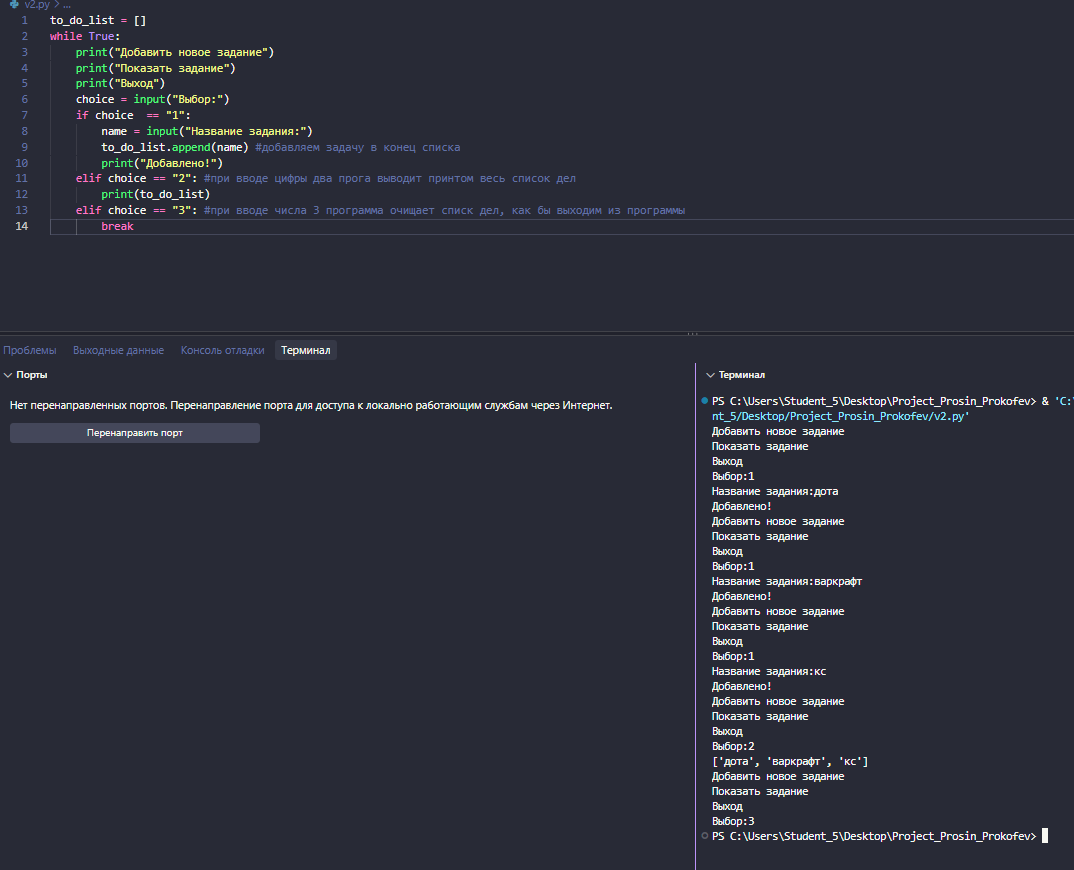 v2.py > ...
1 to_do_list = []
2 while True:
3     print("Добавить новое задание")
4     print("Показать задание")
5     print("Выход")
6     choice = input("Выбор:")
7     if choice  == "1":
8         name = input("Название задания:")
9         to_do_list.append(name) #добавляем задачу в конец списка
10         print("Добавлено!")
11     elif choice == "2": #при вводе цифры два прога выводит принтом весь список дел
12         print(to_do_list)
13     elif choice == "3": #при вводе числа 3 программа очищает списк дел, как бы выходим из программы
14         break
Проблемы Выходные данные Консоль отладки Терминал
Порты
Нет перенаправленных портов. Перенаправление порта для доступа к локально работающим службам через Интернет.
Перенаправить порт
Терминал
PS C:\Users\Student_5\Desktop\Project_Prosin_Prokofev> & 'C:\
nt_5/Desktop/Project_Prosin_Prokofev/v2.py'
Добавить новое задание
Показать задание
Выход
Выбор:1
Название задания:дота
Добавлено!
Добавить новое задание
Показать задание
Выход
Выбор:1
Название задания:варкрафт
Добавлено!
Добавить новое задание
Показать задание
Выход
Выбор:1
Название задания:кс
Добавлено!
Добавить новое задание
Показать задание
Выход
Выбор:2
['дота', 'варкрафт', 'кс']
Добавить новое задание
Показать задание
Выход
Выбор:3
PS C:\Users\Student_5\Desktop\Project_Prosin_Prokofev>